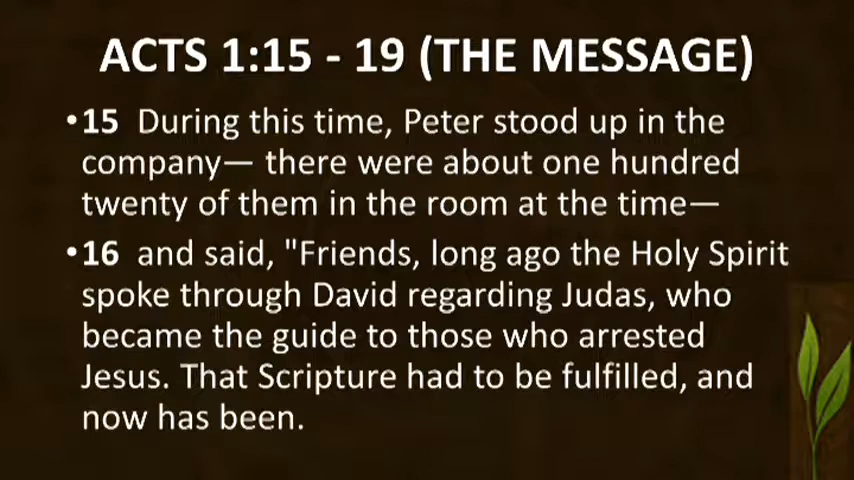 ACTS 1:15 - 19 (THE MESSAGE)
•15 During this time, Peter stood up in the
company— there were about one hundred
twenty of them in the room at the time—
•16 and said, "Friends, long ago the Holy Spirit
spoke through David regarding Judas, who
became the guide to those who arrested
Jesus. That Scripture had to be fulfilled, and
now has been.